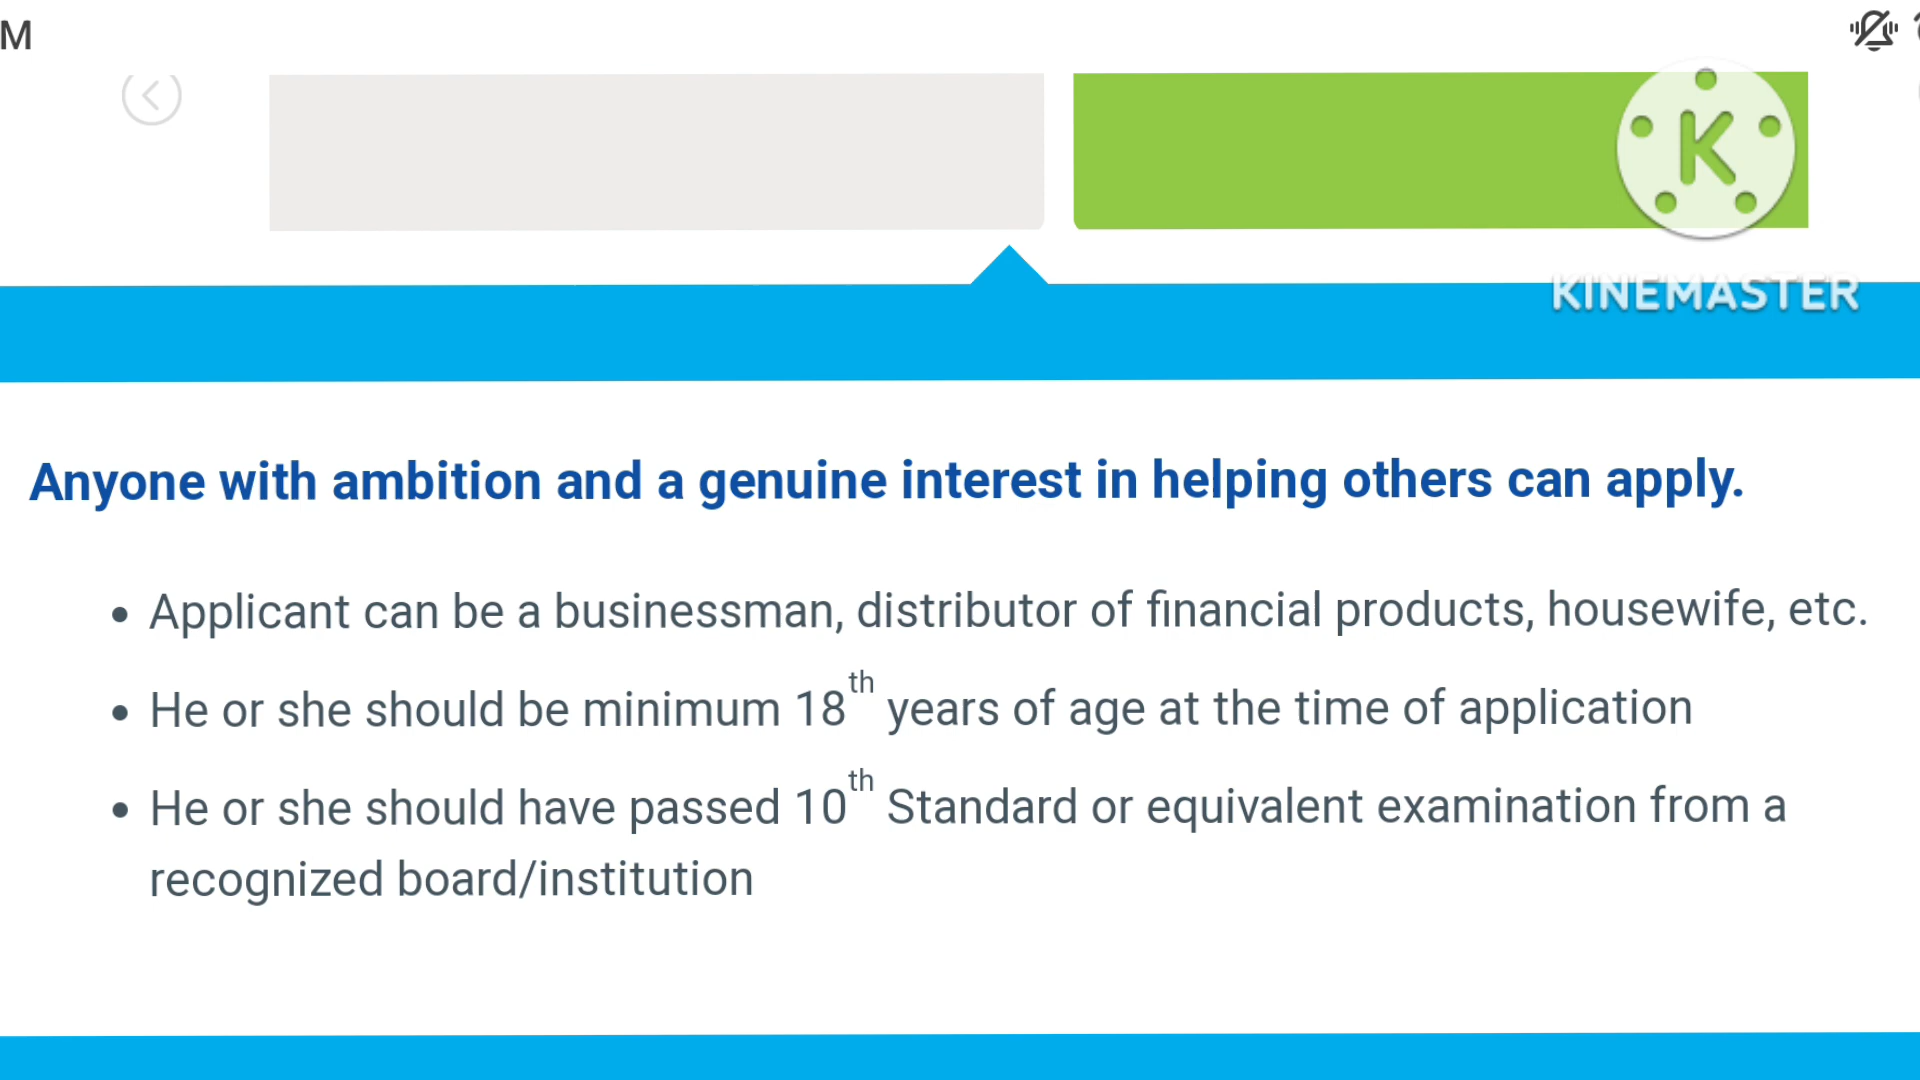 M
K
KINEMASTER
Anyone with ambition and a genuine interest in helping others can apply.
• Applicant can be a businessman, distributor of financial products, housewife, etc.
• He or she should be minimum 18th years of age at the time of application
• He or she should have passed 10th Standard or equivalent examination from a
recognized board/institution